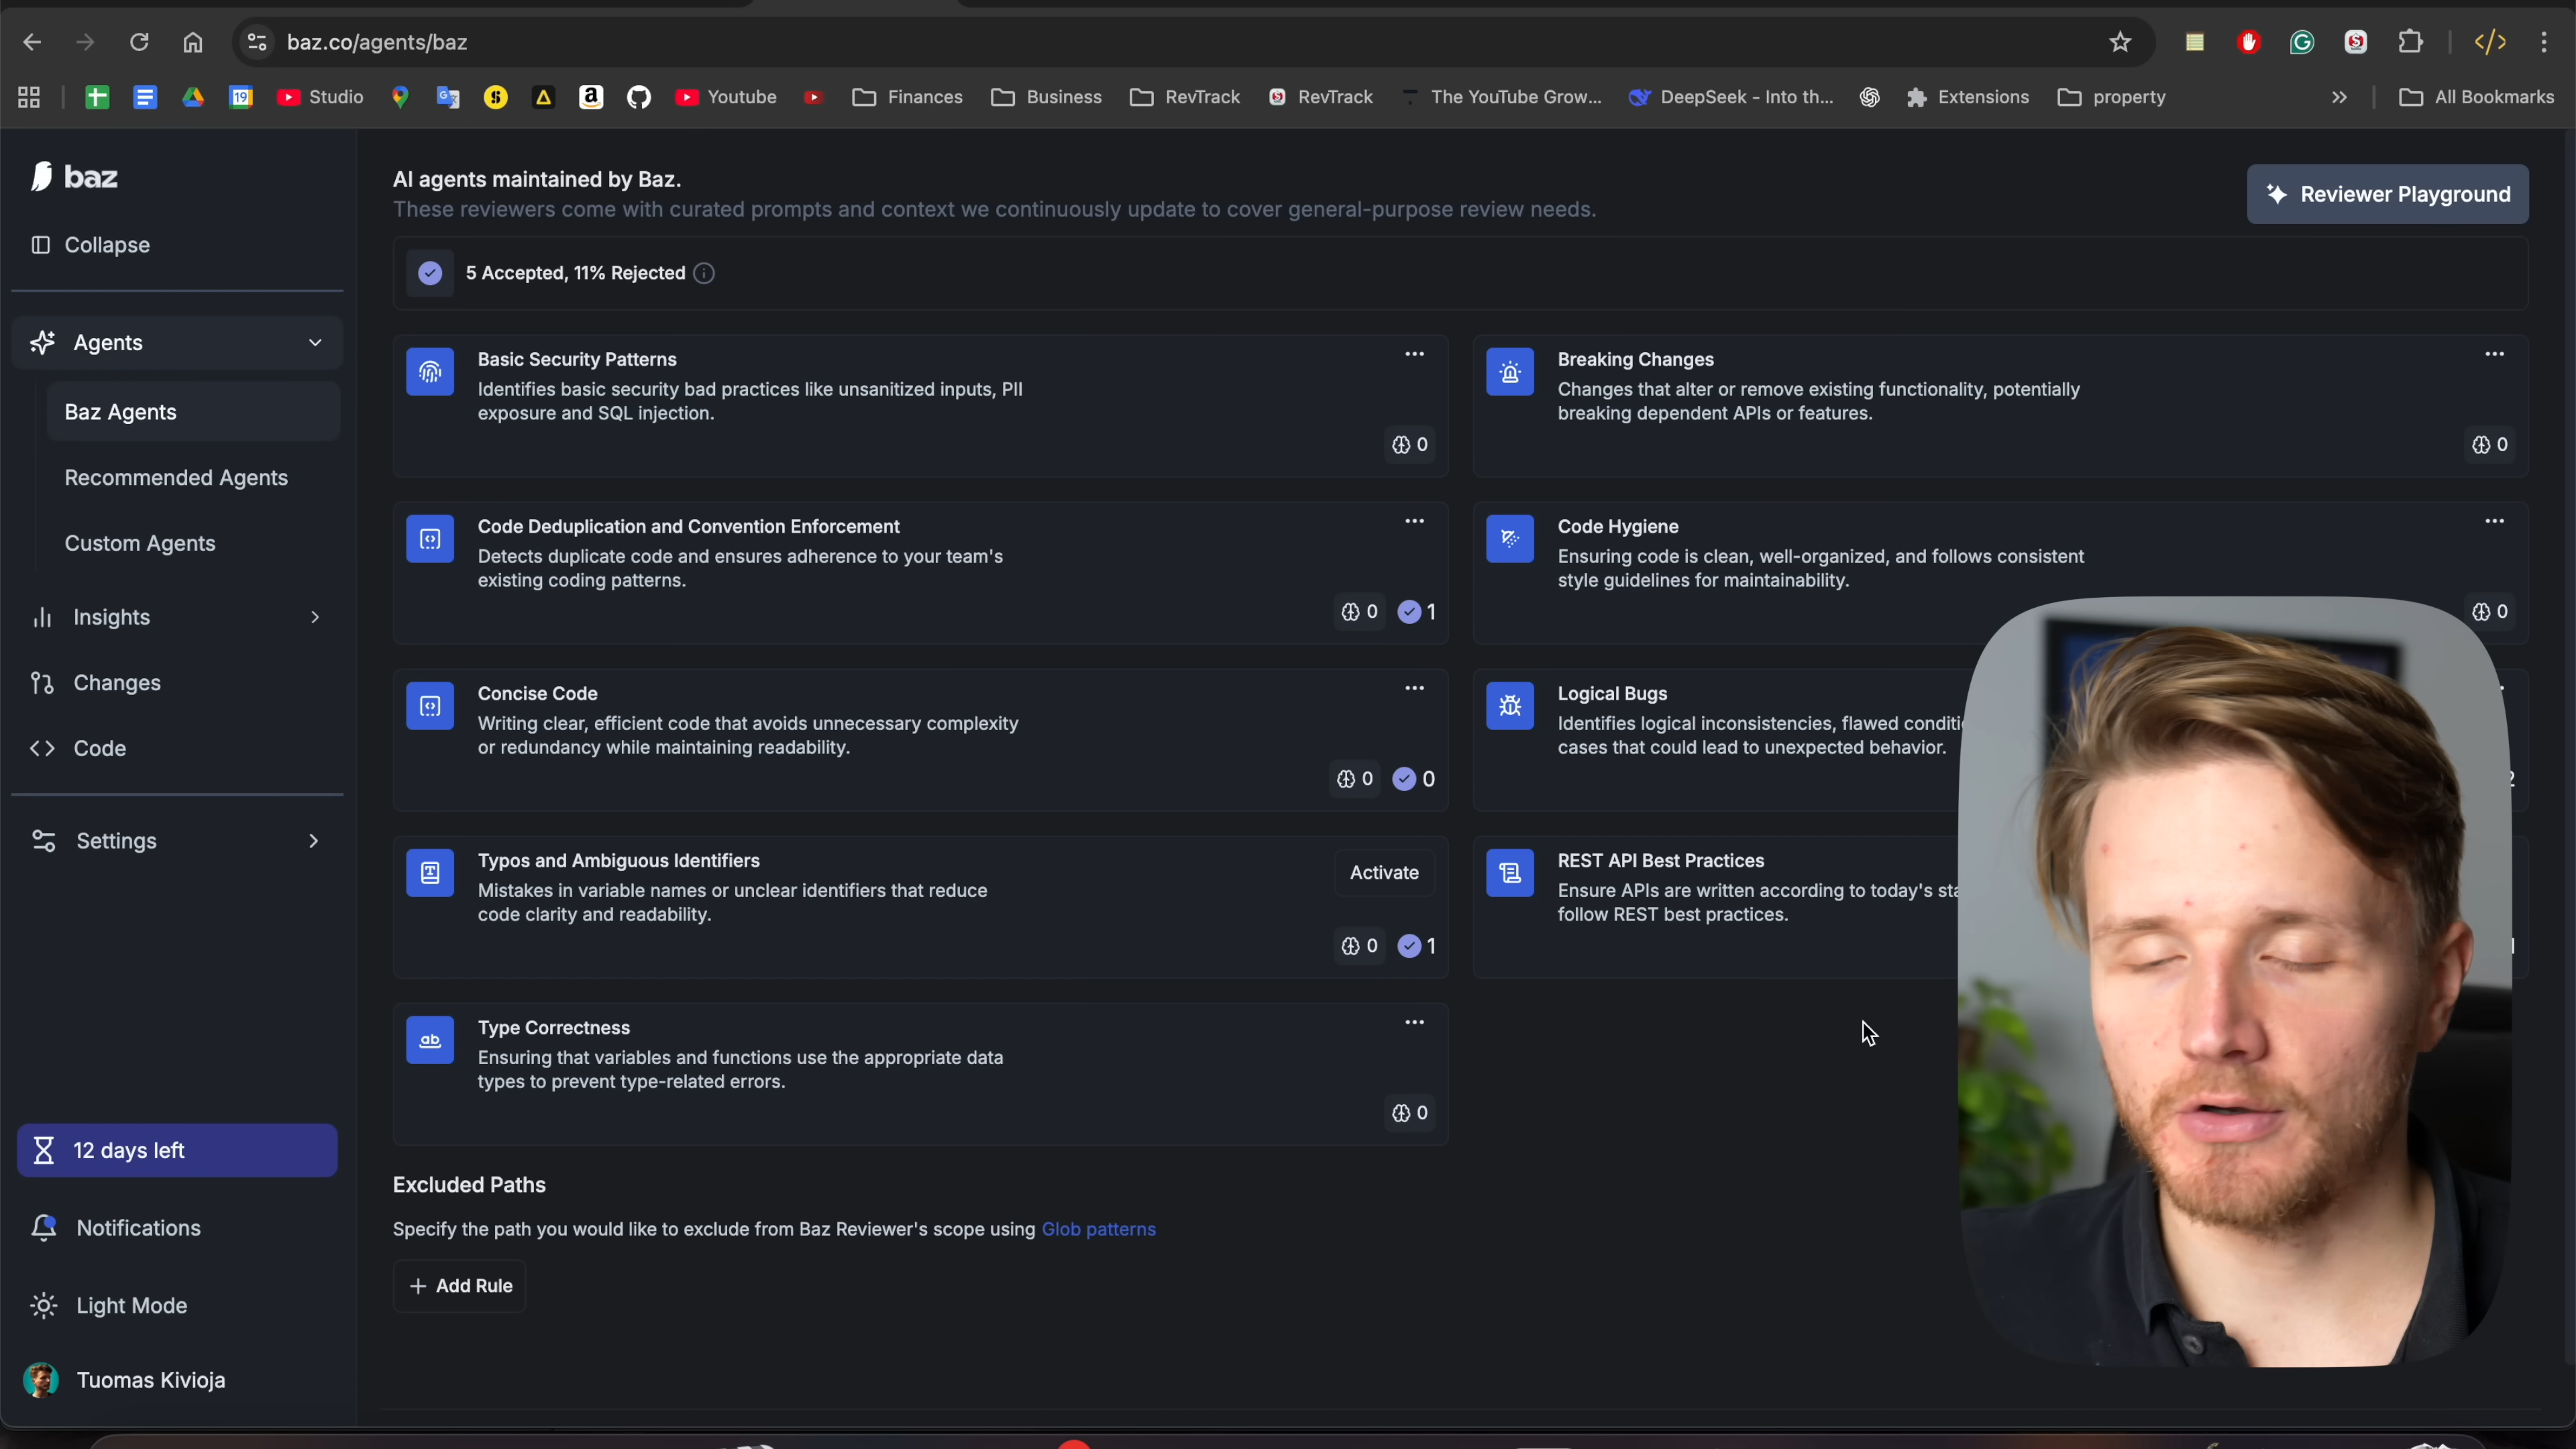 baz.co/agents/baz
19
Studio
Youtube
Finances
Business
RevTrack
RevTrack
The YouTube Grow...
DeepSeek - Into th...
Extensions
property
All Bookmarks
baz
Collapse
Agents
Baz Agents
Recommended Agents
Custom Agents
Insights
Changes
Code
Settings
12 days left
Notifications
Light Mode
Tuomas Kivioja
AI agents maintained by Baz.
These reviewers come with curated prompts and context we continuously update to cover general-purpose review needs.
Reviewer Playground
5 Accepted, 11% Rejected
Basic Security Patterns
Identifies basic security bad practices like unsanitized inputs, PII
exposure and SQL injection.
0
Breaking Changes
Changes that alter or remove existing functionality, potentially
breaking dependent APIs or features.
0
Code Deduplication and Convention Enforcement
Detects duplicate code and ensures adherence to your team's
existing coding patterns.
0 1
Code Hygiene
Ensuring code is clean, well-organized, and follows consistent
style guidelines for maintainability.
0
Concise Code
Writing clear, efficient code that avoids unnecessary complexity
or redundancy while maintaining readability.
0 0
Logical Bugs
Identifies logical inconsistencies, flawed
cases that could lead to unexpected behavior.
Typos and Ambiguous Identifiers
Mistakes in variable names or unclear identifiers that reduce
code clarity and readability.
Activate
0 1
REST API Best Practices
Ensure APIs are written according to today's
follow REST best practices.
Type Correctness
Ensuring that variables and functions use the appropriate data
types to prevent type-related errors.
0
Excluded Paths
Specify the path you would like to exclude from Baz Reviewer's scope using Glob patterns
Add Rule